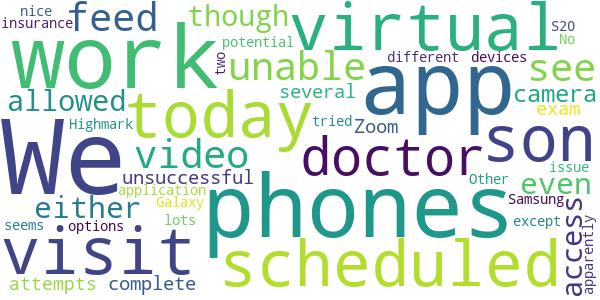 nice feed though virtual S20
insurance work potential No
two different devices
unable app see
allowed today several camera
Highmark tried Zoom exam
We video doctor son
unsuccessful even
either application phones Other
Galaxy Samsung issue
seems options lots except
visit scheduled access apparently
attempts complete